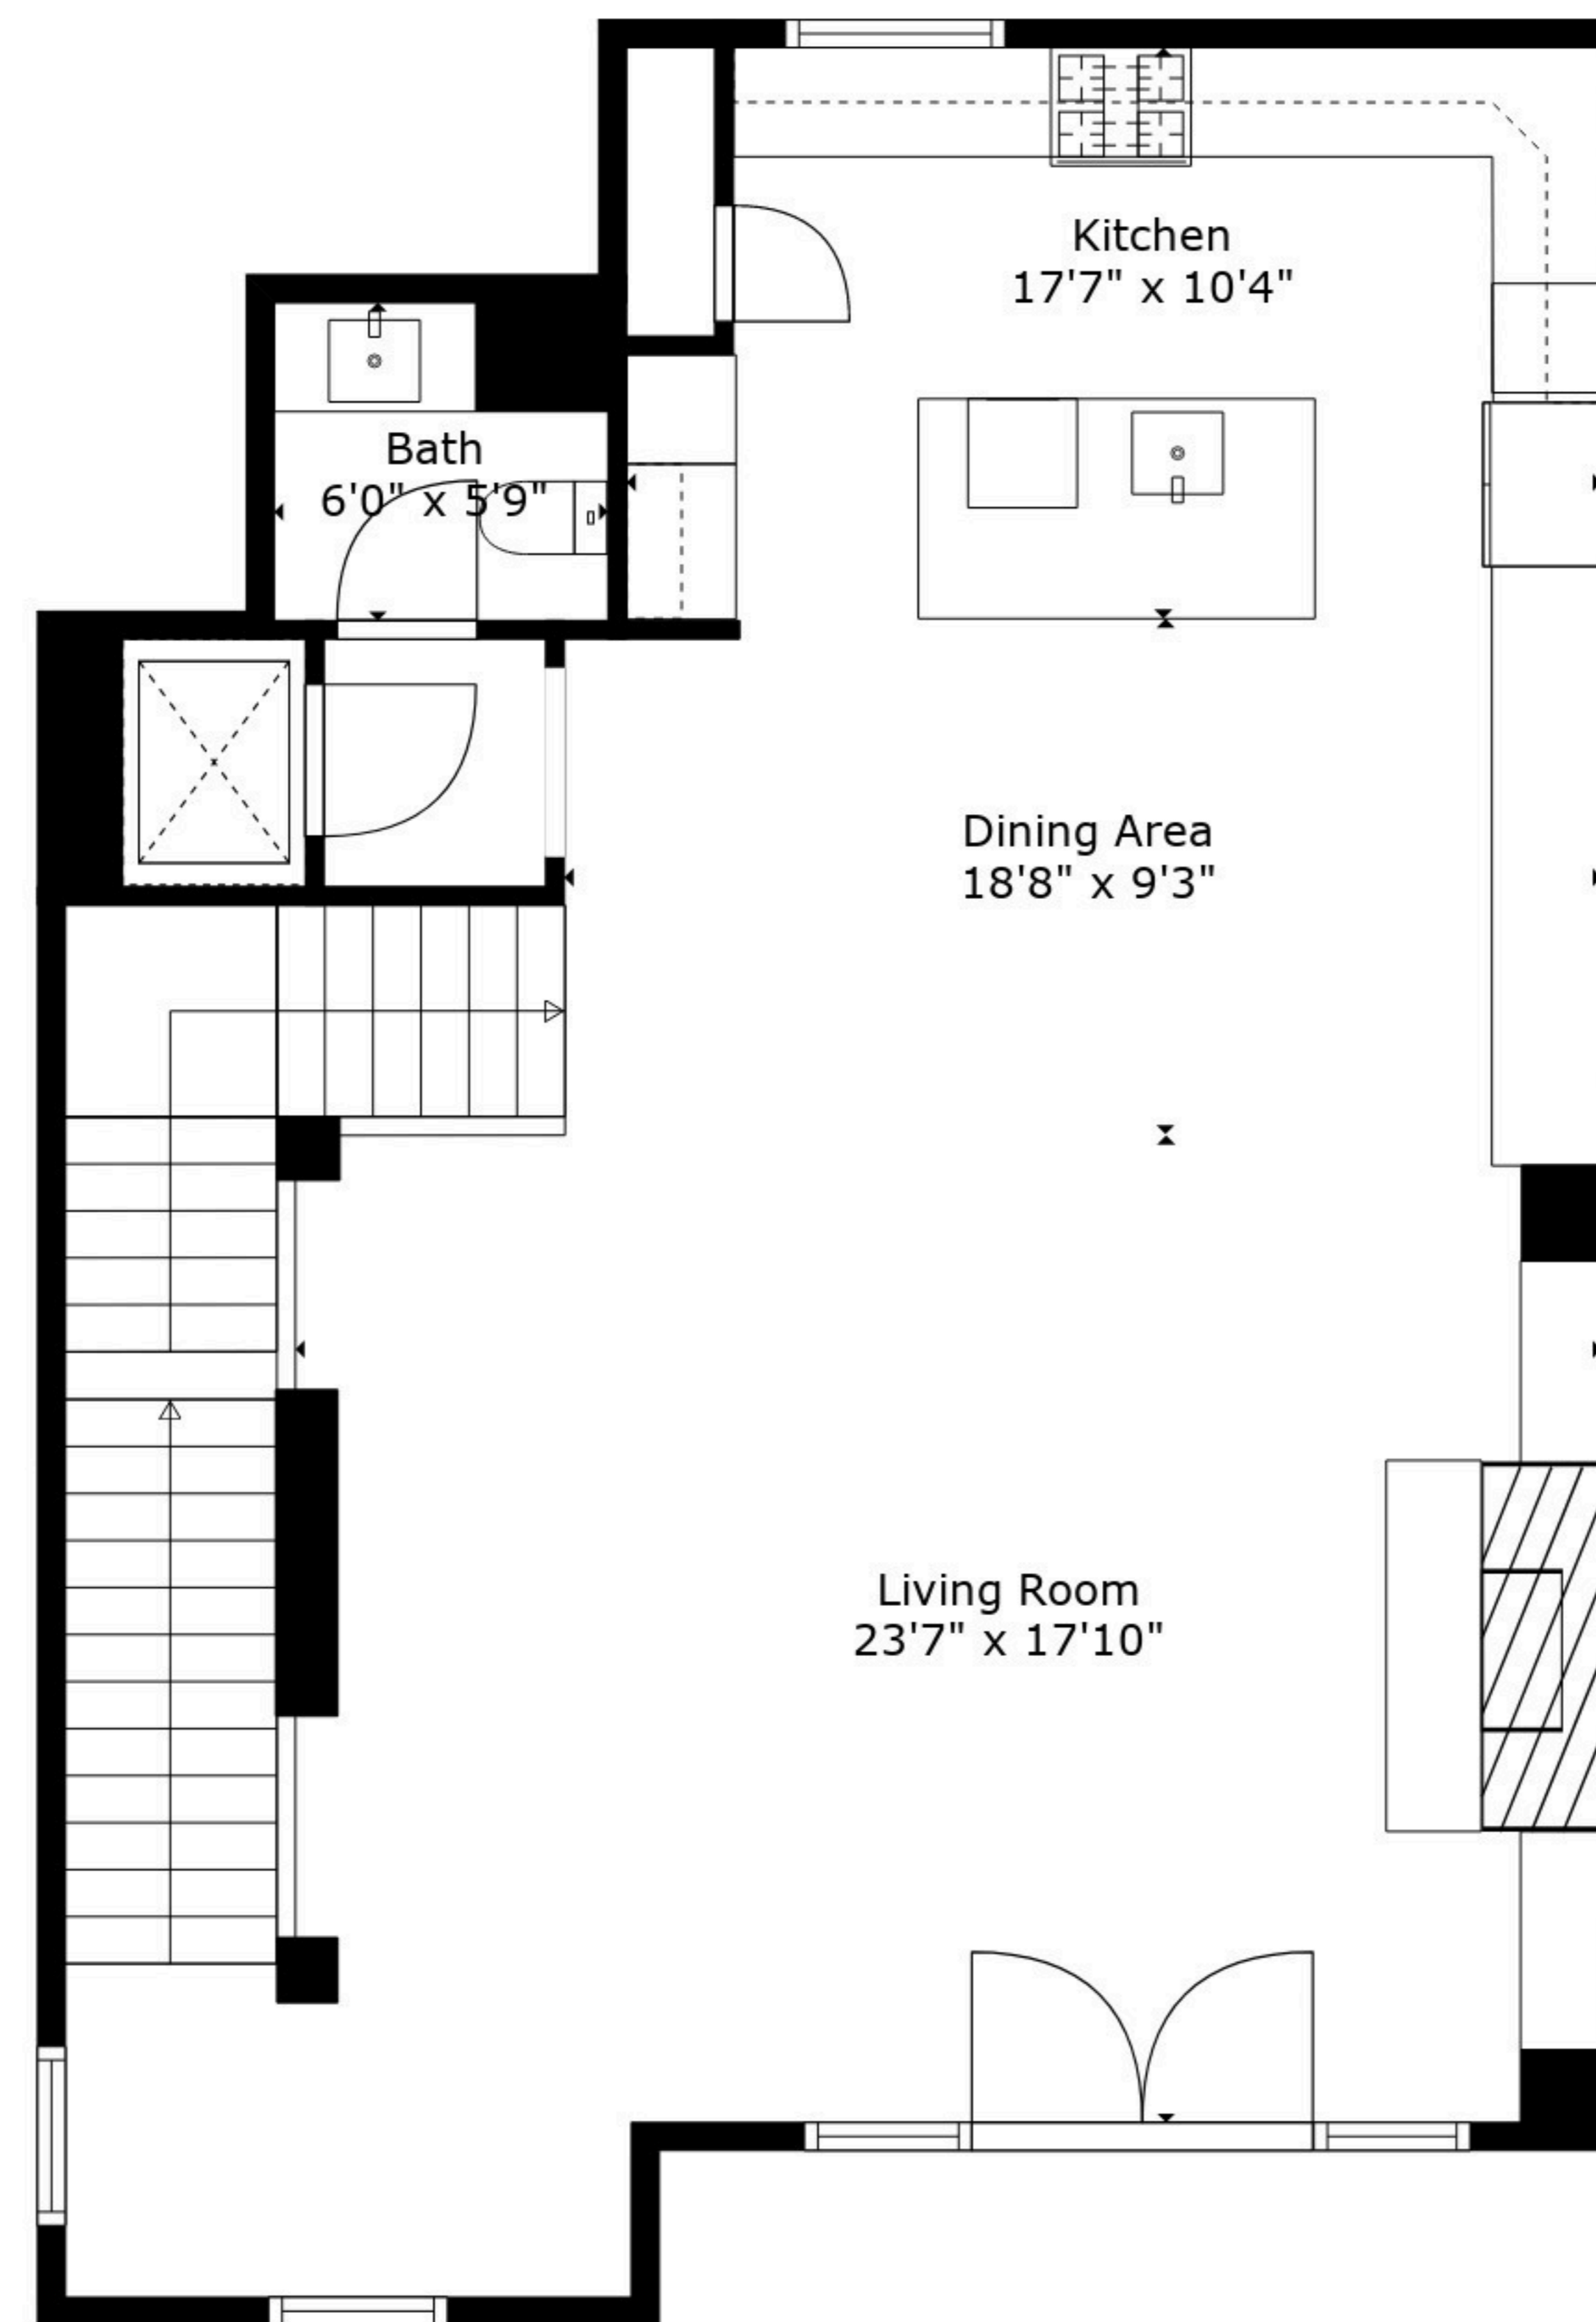 Kitchen
17'7" x 10'4"
Bath
6'0" x 5'9"
Dining Area
18'8" x 9'3"
Living Room
23'7" x 17'10"